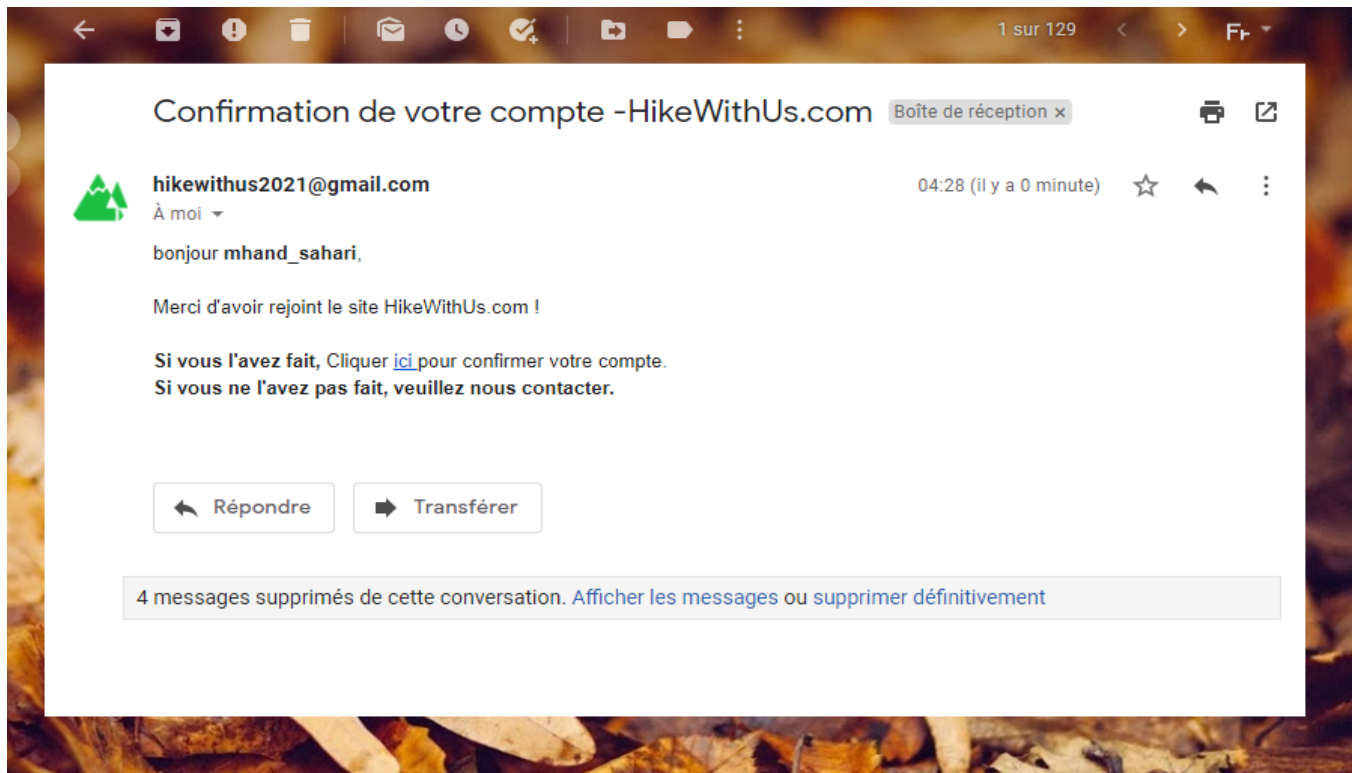 1 sur 129
Confirmation de votre compte -HikeWithUs.com Boîte de réception ×
hikewithus2021@gmail.com 04:28 (il y a 0 minute)
À moi
bonjour mhand_sahari,
Merci d'avoir rejoint le site HikeWithUs.com !
Si vous l'avez fait, Cliquer ici pour confirmer votre compte.
Si vous ne l'avez pas fait, veuillez nous contacter.
Répondre Transférer
4 messages supprimés de cette conversation. Afficher les messages ou supprimer définitivement